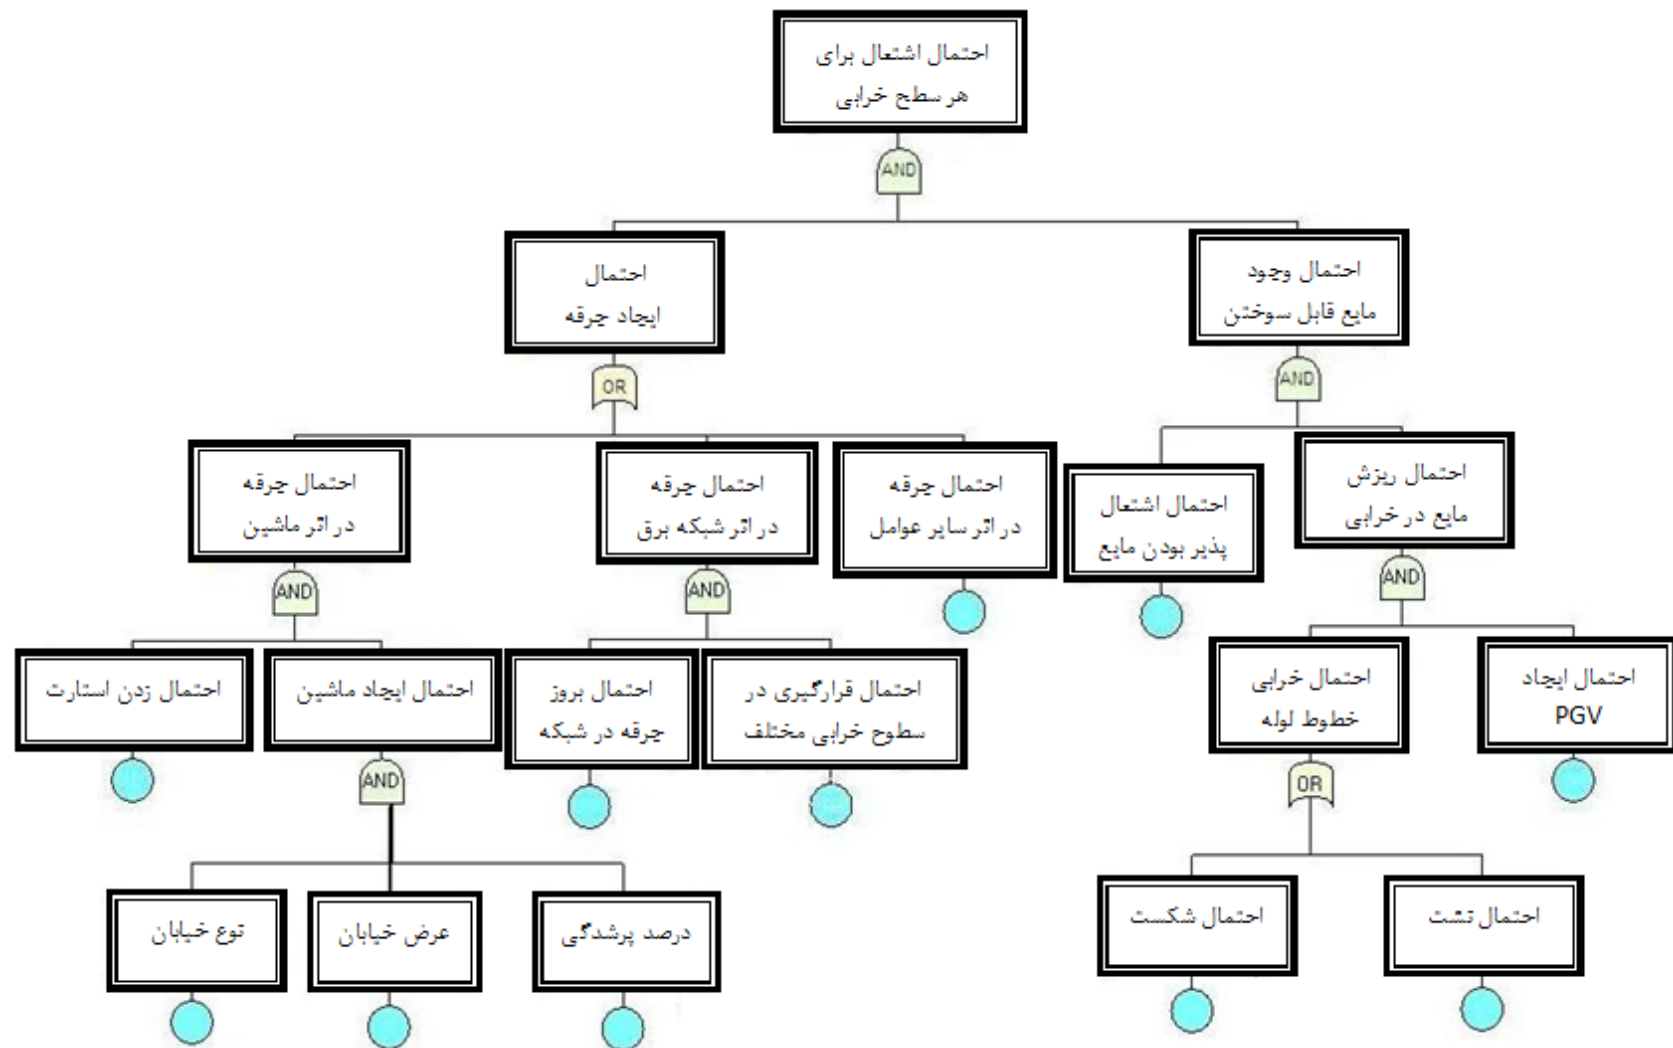 احتمال اشتعال برای
هر سطح خرابی
AND
احتمال
ایجاد جرقه
احتمال وجود
مایع قابل سوختن
OR
AND
احتمال جرقه
در اثر ماشین
احتمال جرقه
در اثر شبکه برق
احتمال جرقه
در اثر سایر عوامل
احتمال اشتعال
پذیر بودن مایع
احتمال ریزش
مایع در خرابی
AND
AND
AND
احتمال زدن استارت
احتمال ایجاد ماشین
احتمال بروز
جرقه در شبکه
احتمال قرارگیری در
سطوح خرابی مختلف
احتمال خرابی
خطوط لوله
احتمال ایجاد
PGV
AND
OR
نوع خیابان
عرض خیابان
درصد پرشدگی
احتمال شکست
احتمال نشت